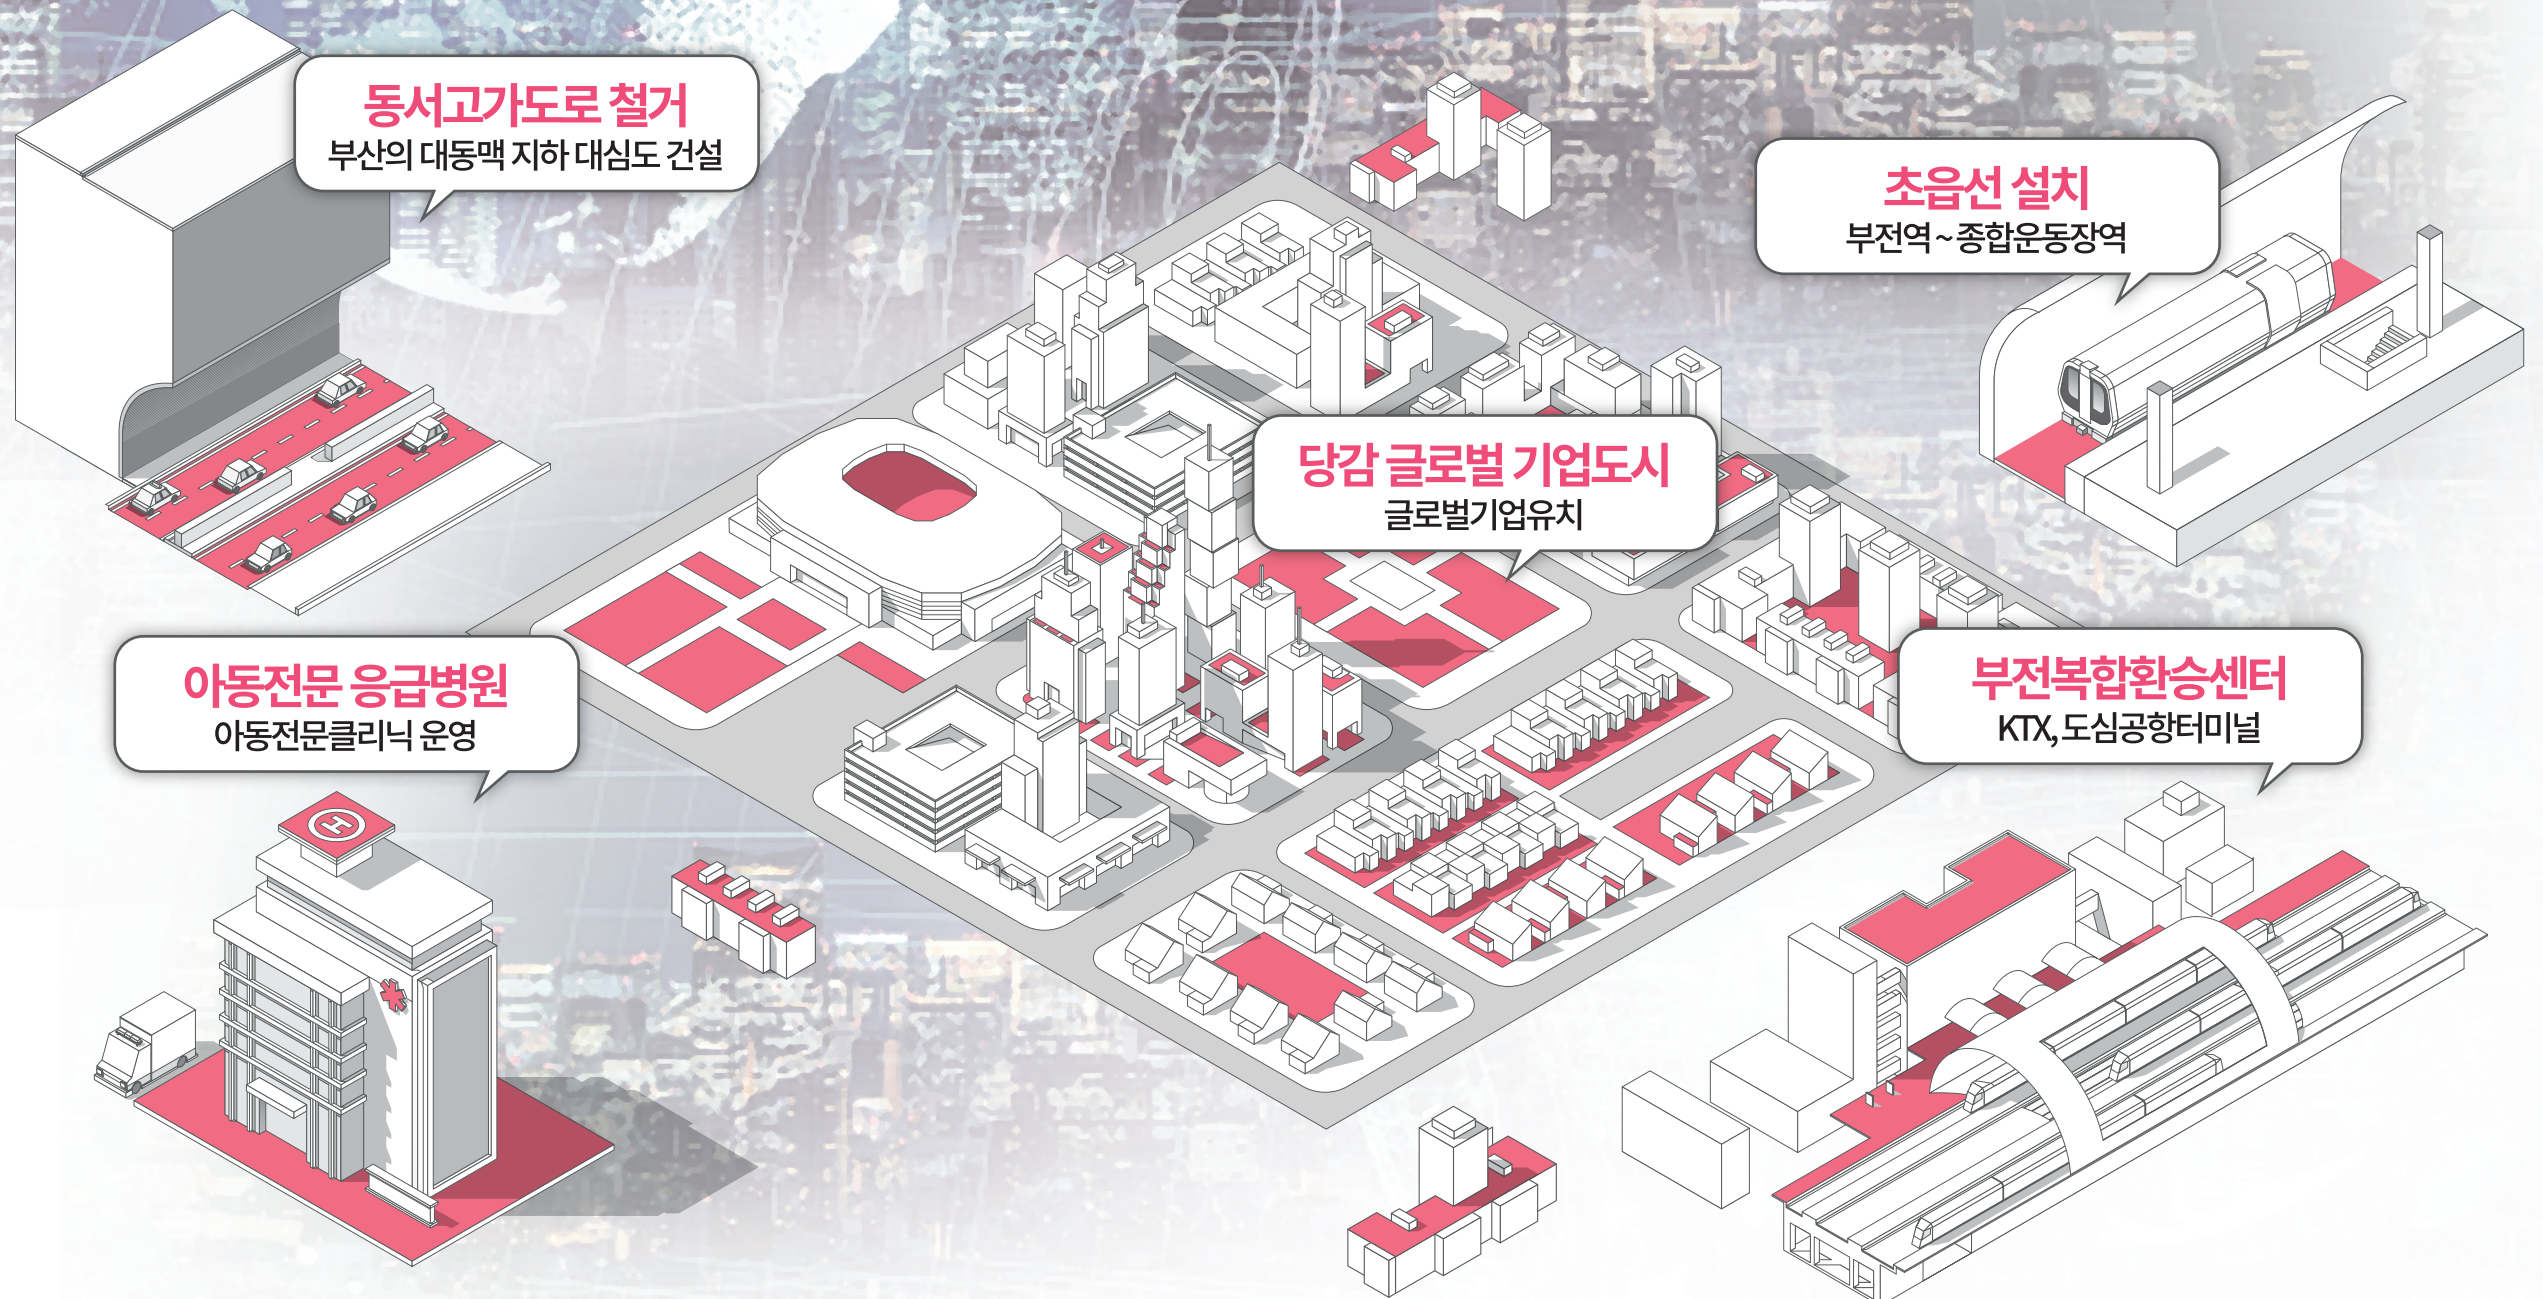 동서고가도로 철거
부산의 대동맥 지하 대심도 건설
초읍선 설치
부전역~종합운동장역
당감 글로벌 기업도시
글로벌기업유치
아동전문 응급병원
아동전문클리닉 운영
부전복합환승센터
KTX, 도심공항터미널
H